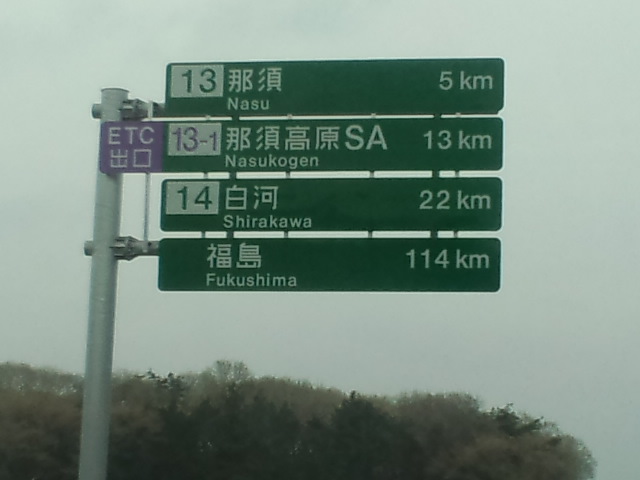 13 那須 5 km
Nasu
ETC 出口 13-1 那須高原SA 13 km
Nasukogen
14 白河 22 km
Shirakawa
福島 114 km
Fukushima